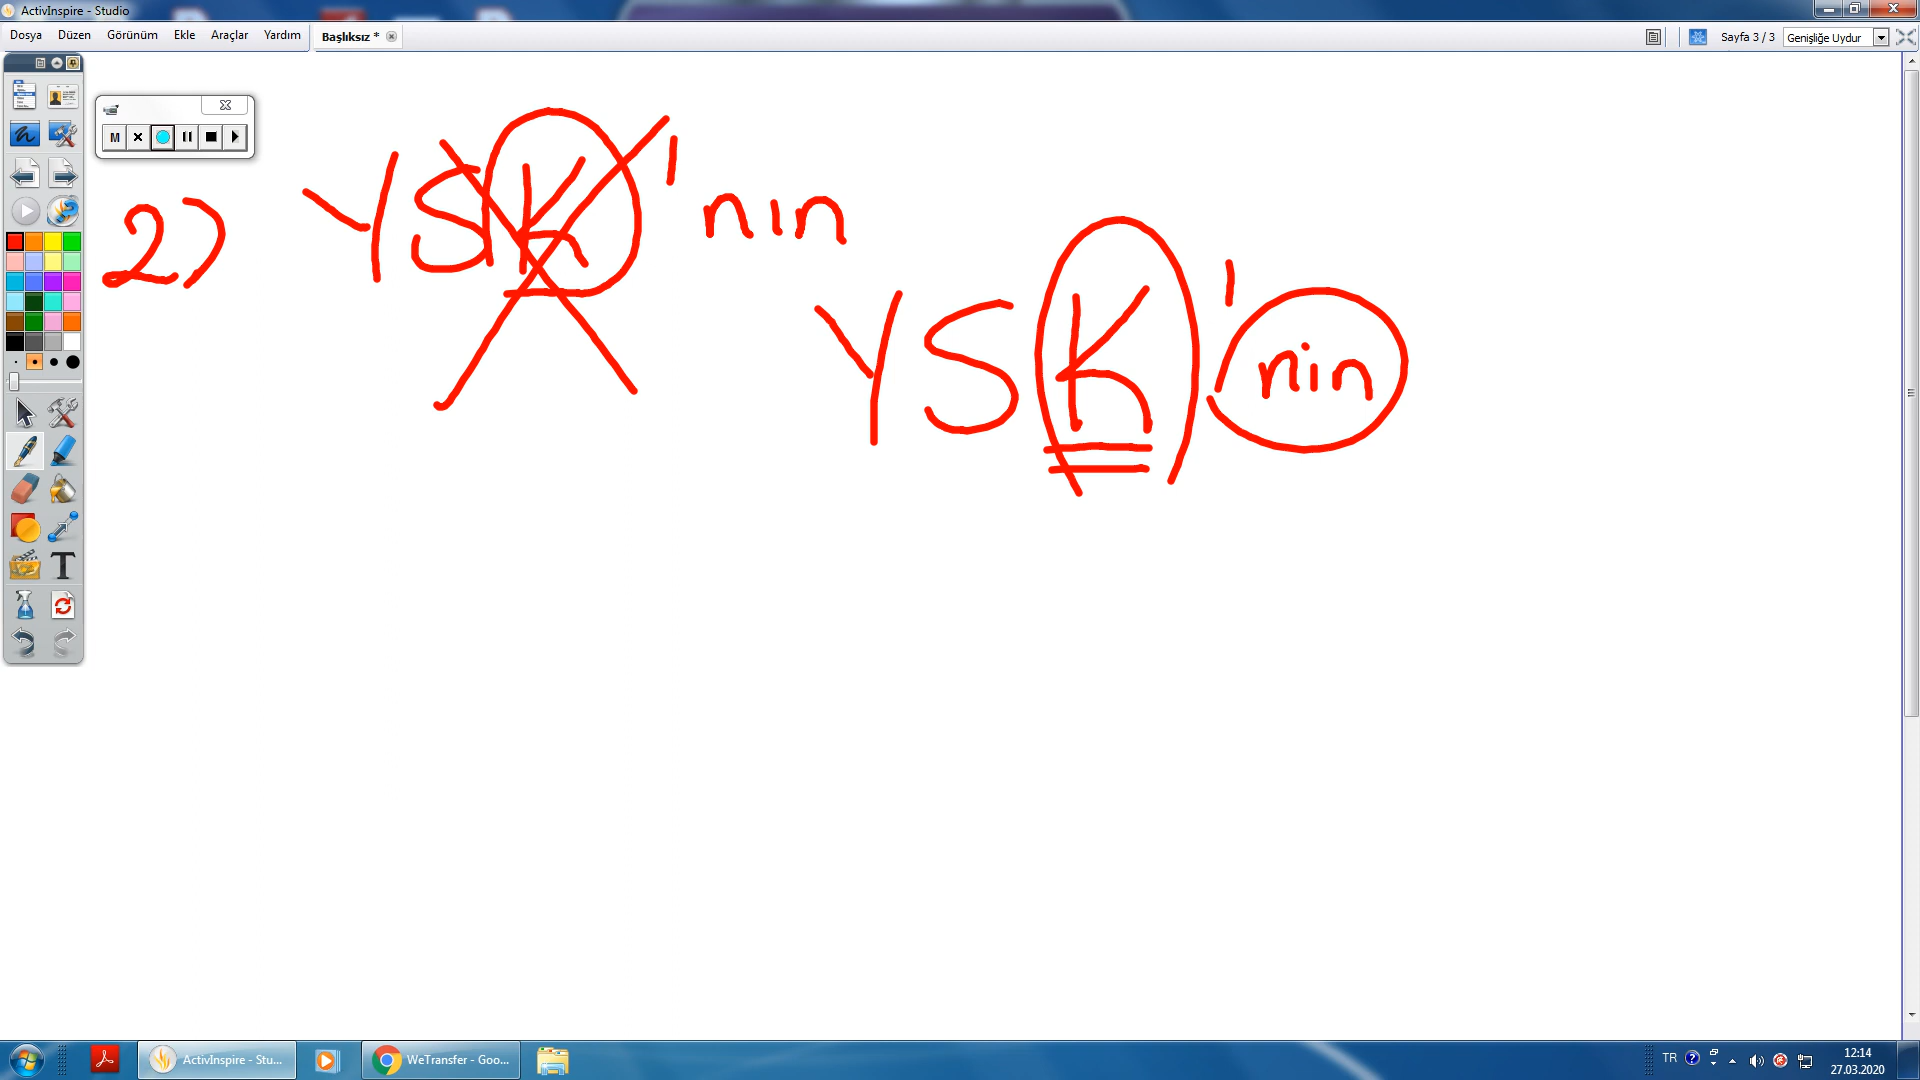 ActivInspire - Studio
Dosya Düzen Görünüm Ekle Araçlar Yardım Başlıksız * Sayfa 3 / 3 Genişliğe Uydur
M
2) YSK'nın
YSK'nin
T
ActivInspire - Stu... WeTransfer - Goo... TR 12:14
27.03.2020